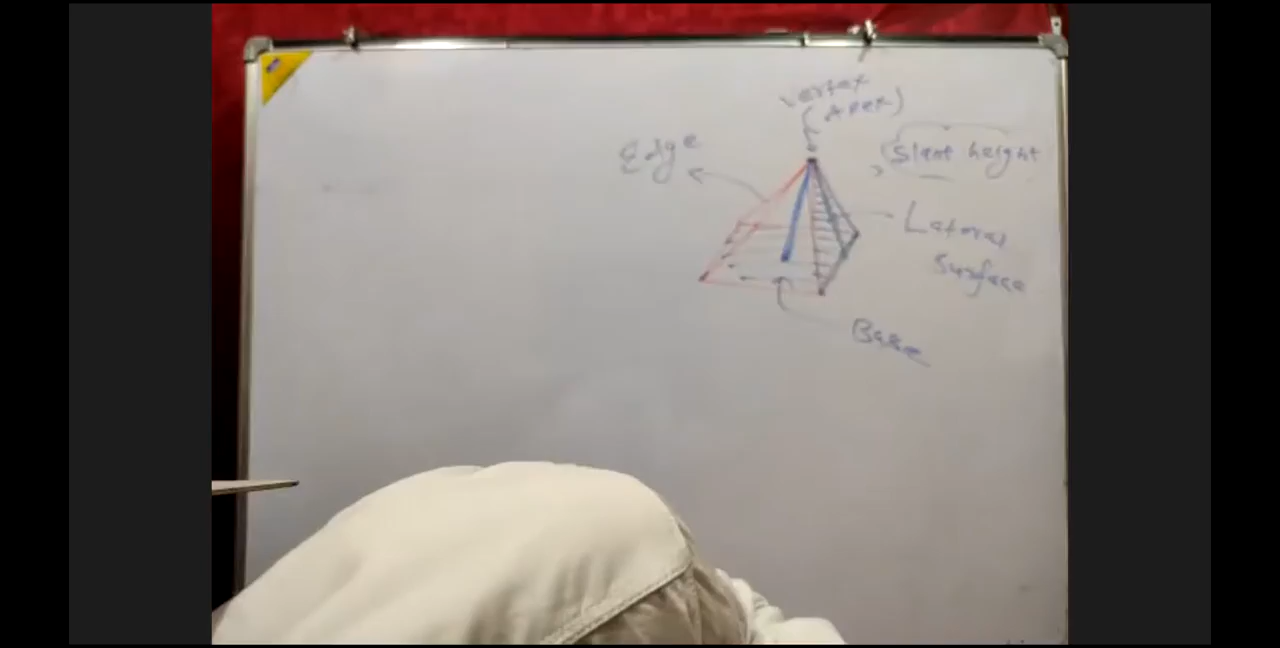 Vertex
(Apex)
Edge
(Slant height
Lateral
Surface
Base